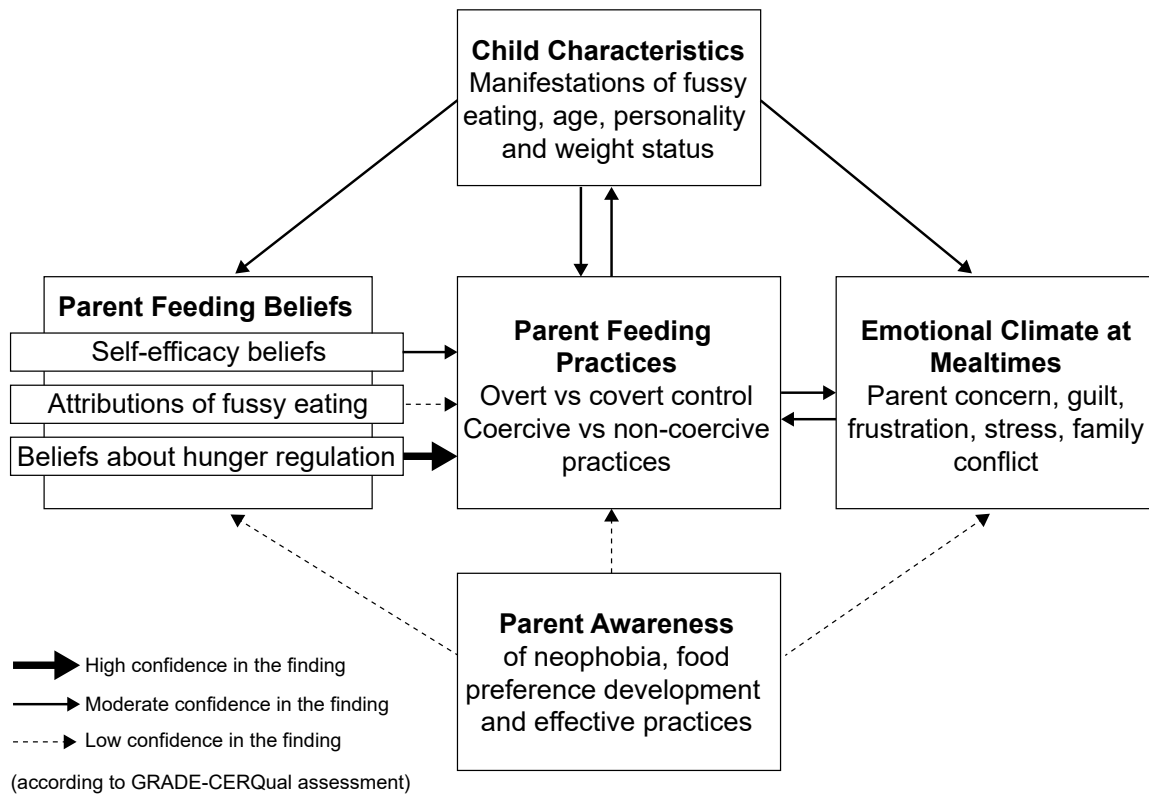 Child Characteristics
Manifestations of fussy
eating, age, personality
and weight status
Parent Feeding Beliefs
Self-efficacy beliefs
Attributions of fussy eating
Beliefs about hunger regulation
Parent Feeding
Practices
Overt vs covert control
Coercive vs non-coercive
practices
Emotional Climate at
Mealtimes
Parent concern, guilt,
frustration, stress, family
conflict
Parent Awareness
of neophobia, food
preference development
and effective practices
High confidence in the finding
Moderate confidence in the finding
Low confidence in the finding
(according to GRADE-CERQual assessment)